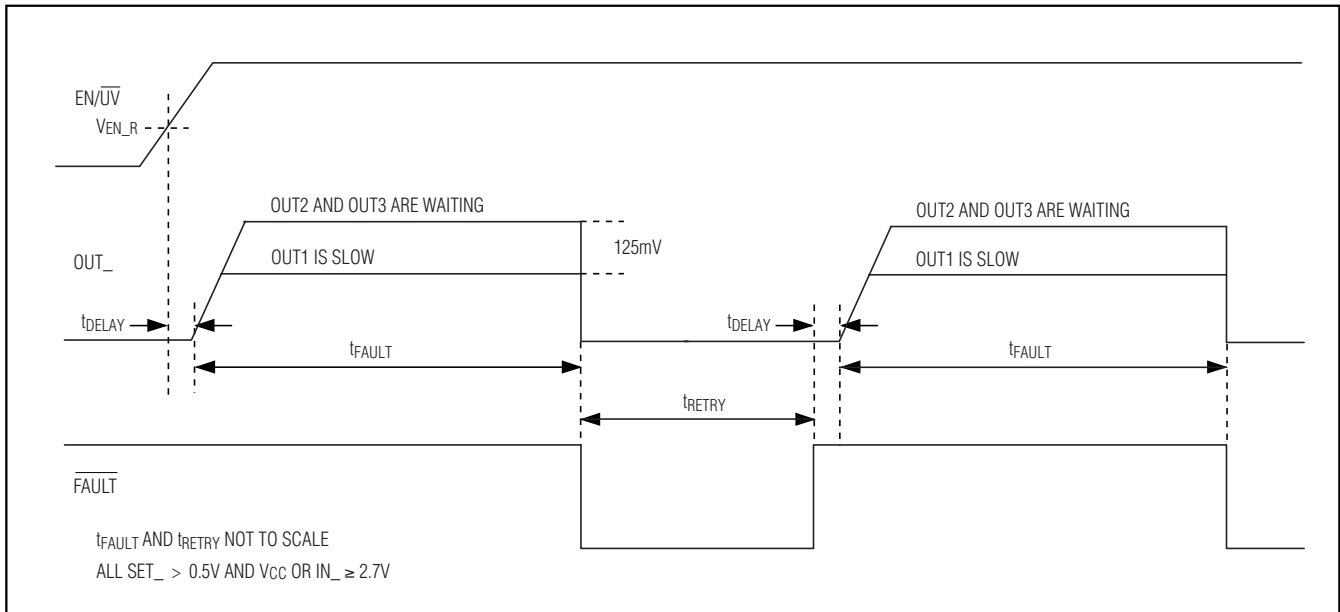 EN/U̅V̅
VEN_R
OUT2 AND OUT3 ARE WAITING
OUT2 AND OUT3 ARE WAITING
125mV
OUT_
OUT1 IS SLOW
OUT1 IS SLOW
tDELAY
tDELAY
tFAULT
tFAULT
tRETRY
F̅A̅U̅L̅T̅
tFAULT AND tRETRY NOT TO SCALE
ALL SET_ > 0.5V AND VCC OR IN_ ≥ 2.7V